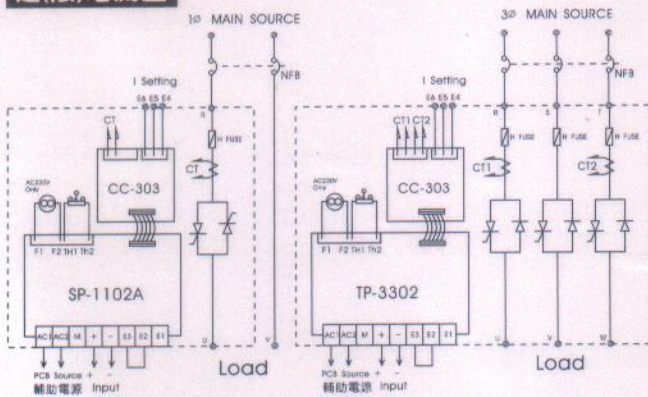 1Ø MAIN SOURCE
NFB
I Setting
E6 E5 E4
CT
R
H FUSE
CT
CC-303
AC220V
Only
F1 F2 TH1 Th2
SP-1102A
AC1 AC2 M + - E3 E2 E1
U
V
PCB Source + -
輔助電源 Input
Load
3Ø MAIN SOURCE
NFB
I Setting
E6 E5 E4
CT1 CT2
R
S
T
H FUSE
H FUSE
H FUSE
CT1
CT2
CC-303
AC220V
Only
F1 F2 TH1 Th2
TP-3302
AC1 AC2 M + - E3 E2 E1
U
V
W
PCB Source + -
輔助電源 Input
Load